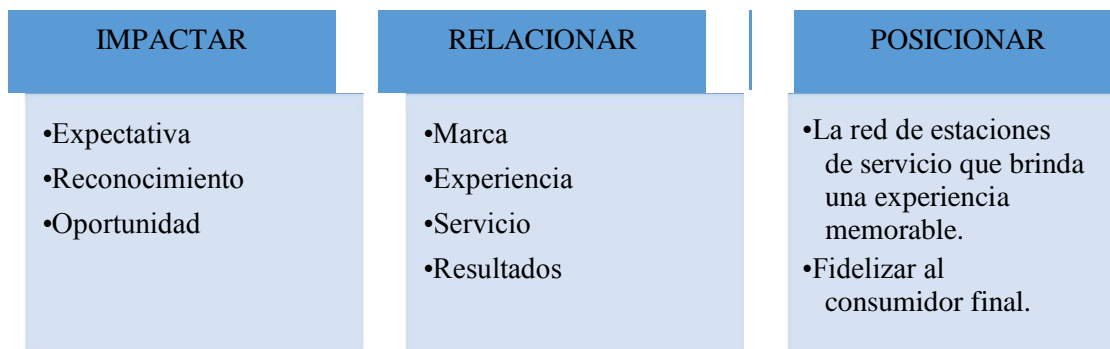 IMPACTAR
•Expectativa
•Reconocimiento
•Oportunidad
RELACIONAR
•Marca
•Experiencia
•Servicio
•Resultados
POSICIONAR
•La red de estaciones
de servicio que brinda
una experiencia
memorable.
•Fidelizar al
consumidor final.